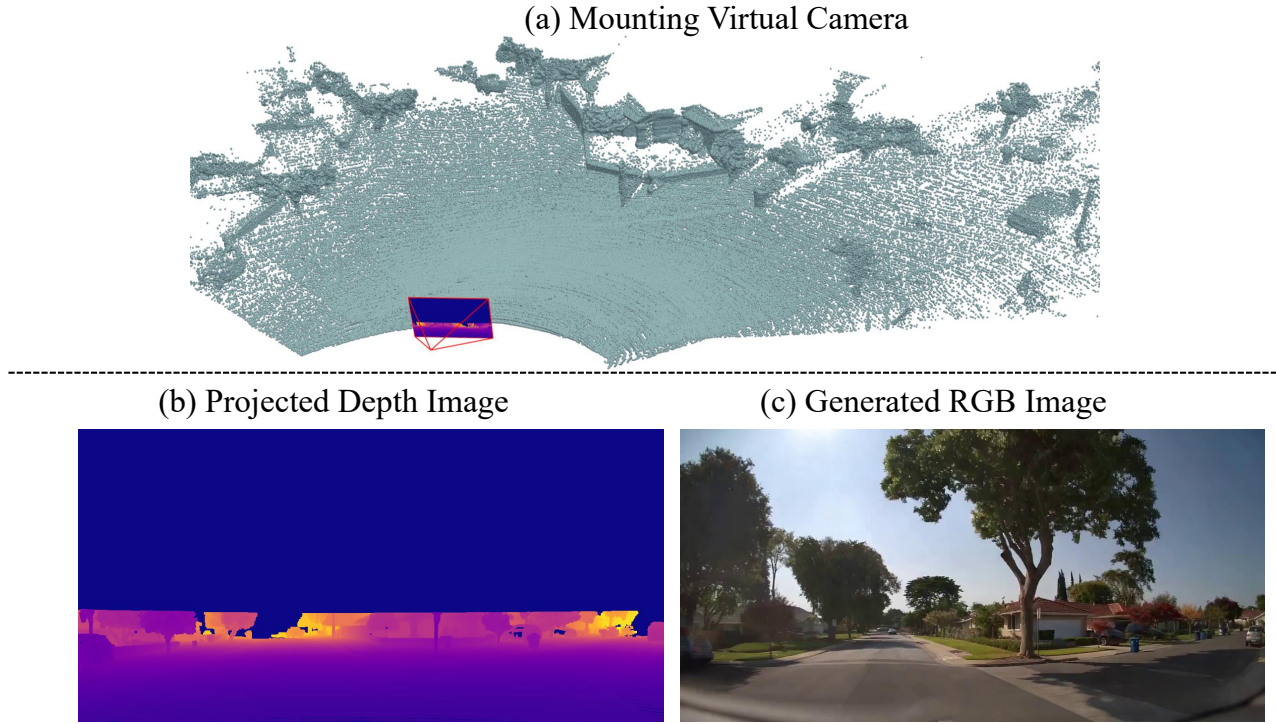 (a) Mounting Virtual Camera
(b) Projected Depth Image
(c) Generated RGB Image